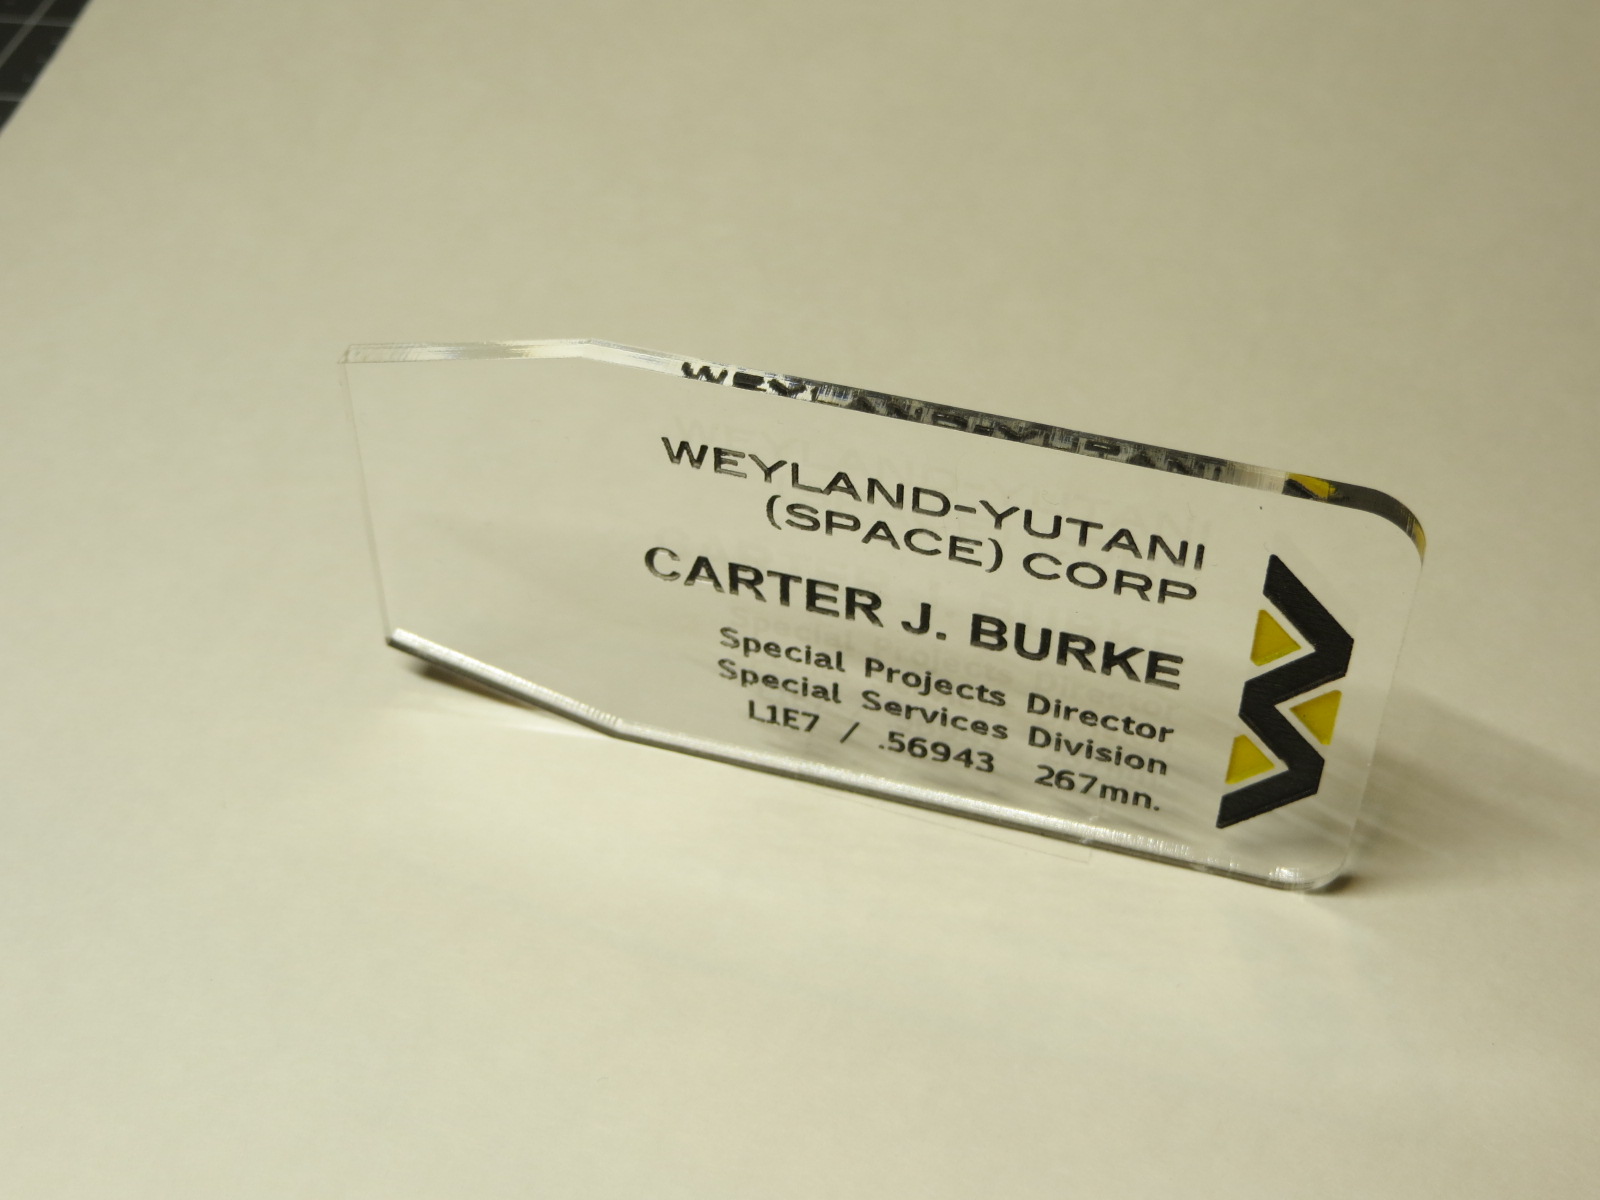 WEYLAND-YUTANI
(SPACE) CORP
CARTER J. BURKE
Special Projects Director
Special Services Division
L1E7 / .56943 267mn.